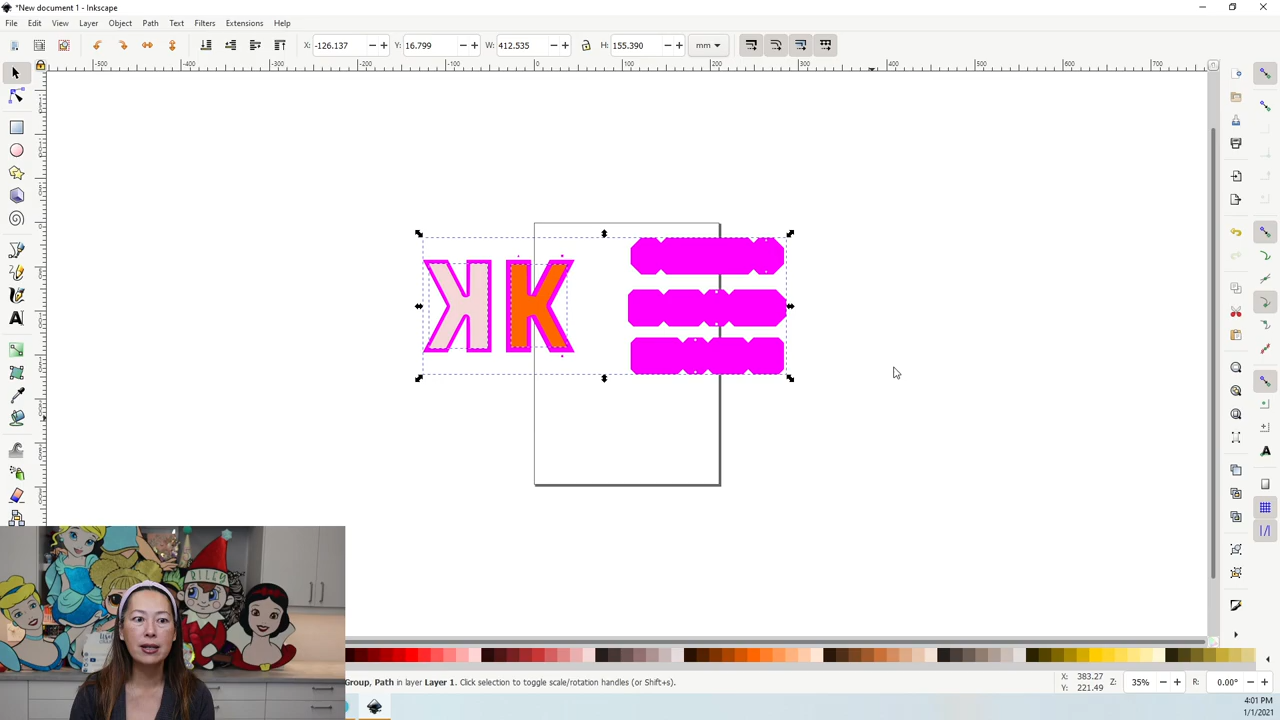 *New document 1 - Inkscape
File Edit View Layer Object Path Text Filters Extensions Help
X: -126.137 Y: 16.799 W: 412.535 H: 155.390 mm
-500 -400 -100 0 100 200 300 400 500 600 700
K K
RILEY
Group, Path in layer Layer 1. Click selection to toggle scale/rotation handles (or Shift+s).
X: 383.27
Y: 221.49
Z: 35% R: 0.00°
4:01 PM
1/1/2021